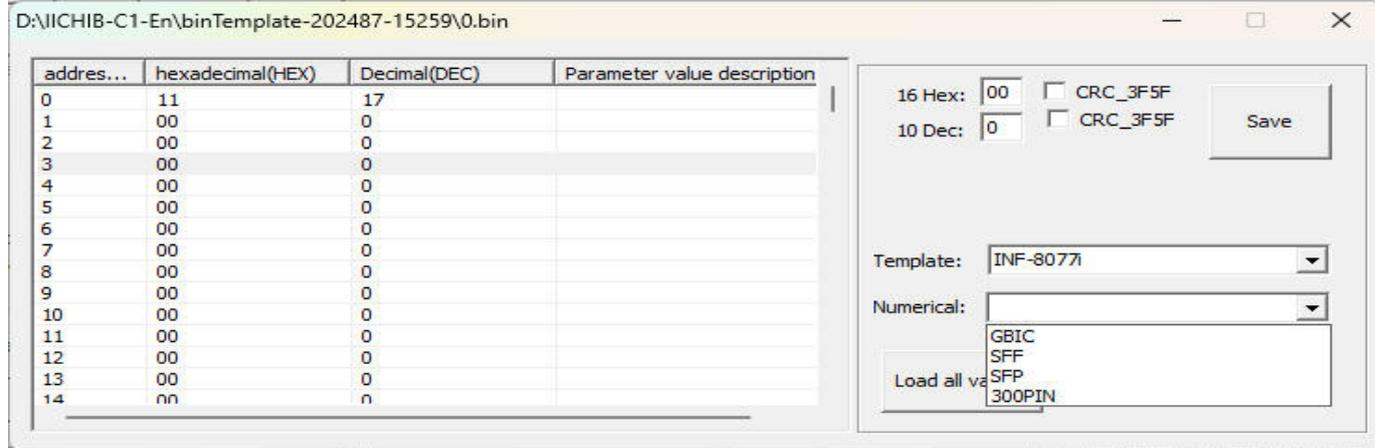 D:\IICHIB-C1-En\binTemplate-202487-15259\0.bin
addres... hexadecimal(HEX) Decimal(DEC) Parameter value description
0 11 17
1 00 0
2 00 0
3 00 0
4 00 0
5 00 0
6 00 0
7 00 0
8 00 0
9 00 0
10 00 0
11 00 0
12 00 0
13 00 0
14 00 0
16 Hex: 00 CRC_3F5F
10 Dec: 0 CRC_3F5F
Save
Template: INF-8077i
Numerical:
GBIC
SFF
SFP
300PIN
Load all va